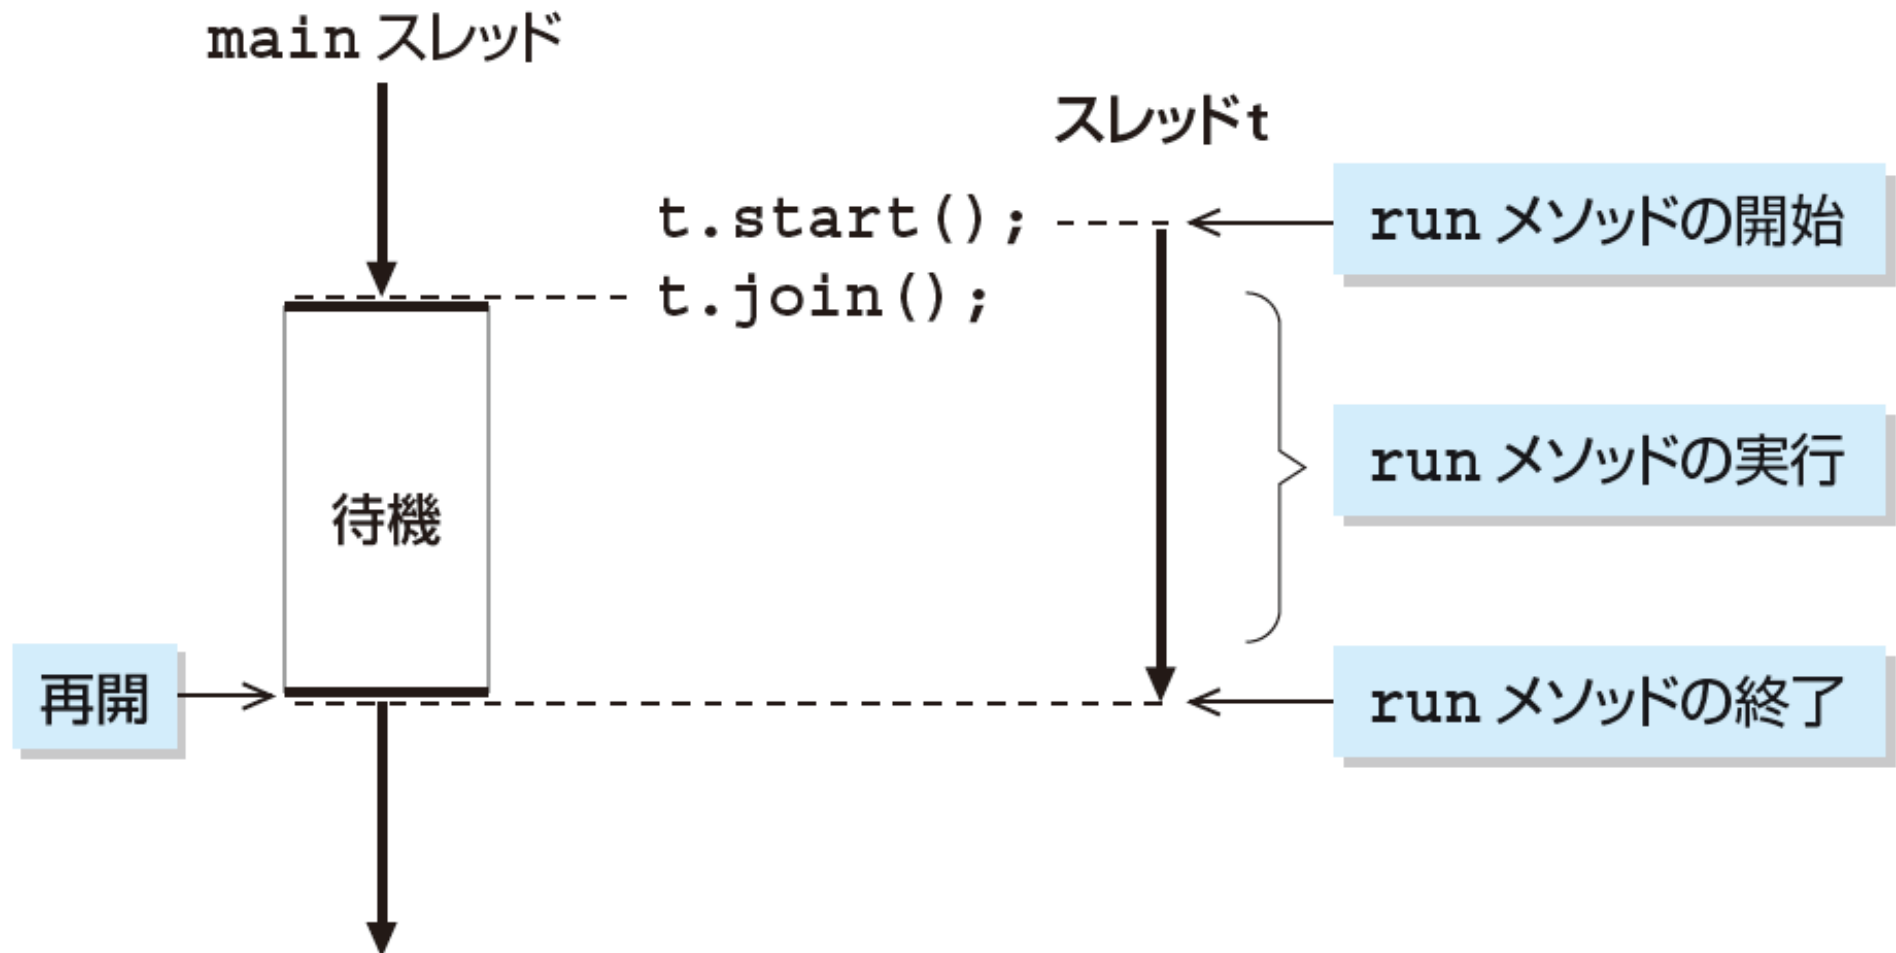 main スレッド
スレッドt
t.start();
run メソッドの開始
t.join();
run メソッドの実行
待機
再開
run メソッドの終了